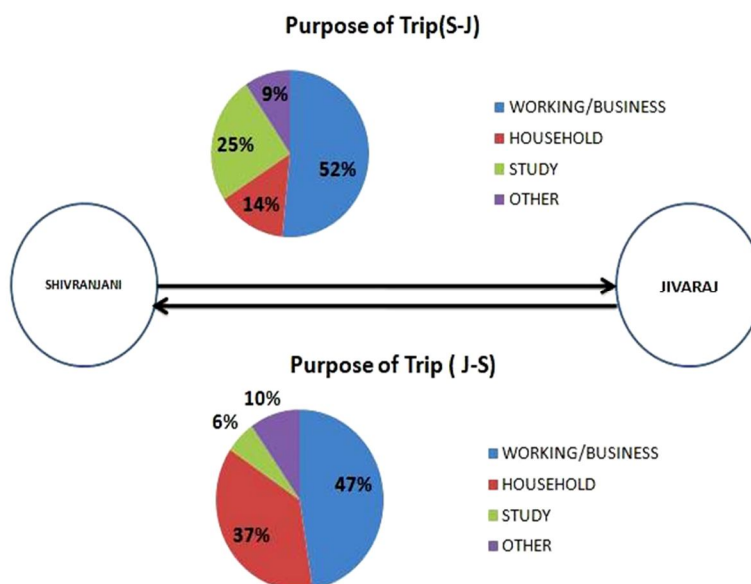 Purpose of Trip(S-J)
9%
25%
52%
14%
WORKING/BUSINESS
HOUSEHOLD
STUDY
OTHER
SHIVRANJANI
JIVARAJ
Purpose of Trip ( J-S)
10%
6%
47%
37%
WORKING/BUSINESS
HOUSEHOLD
STUDY
OTHER